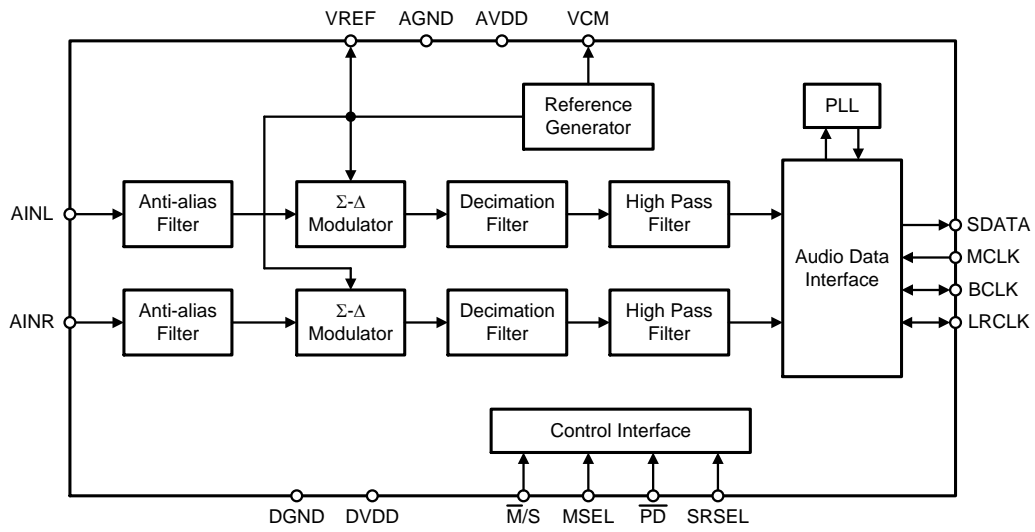 VREF AGND AVDD VCM
Reference
Generator
PLL
AINL
Anti-alias
Filter
Σ-Δ
Modulator
Decimation
Filter
High Pass
Filter
Audio Data
Interface
SDATA
MCLK
BCLK
LRCLK
AINR
Anti-alias
Filter
Σ-Δ
Modulator
Decimation
Filter
High Pass
Filter
Control Interface
DGND DVDD M̅/S MSEL P̅D̅ SRSEL